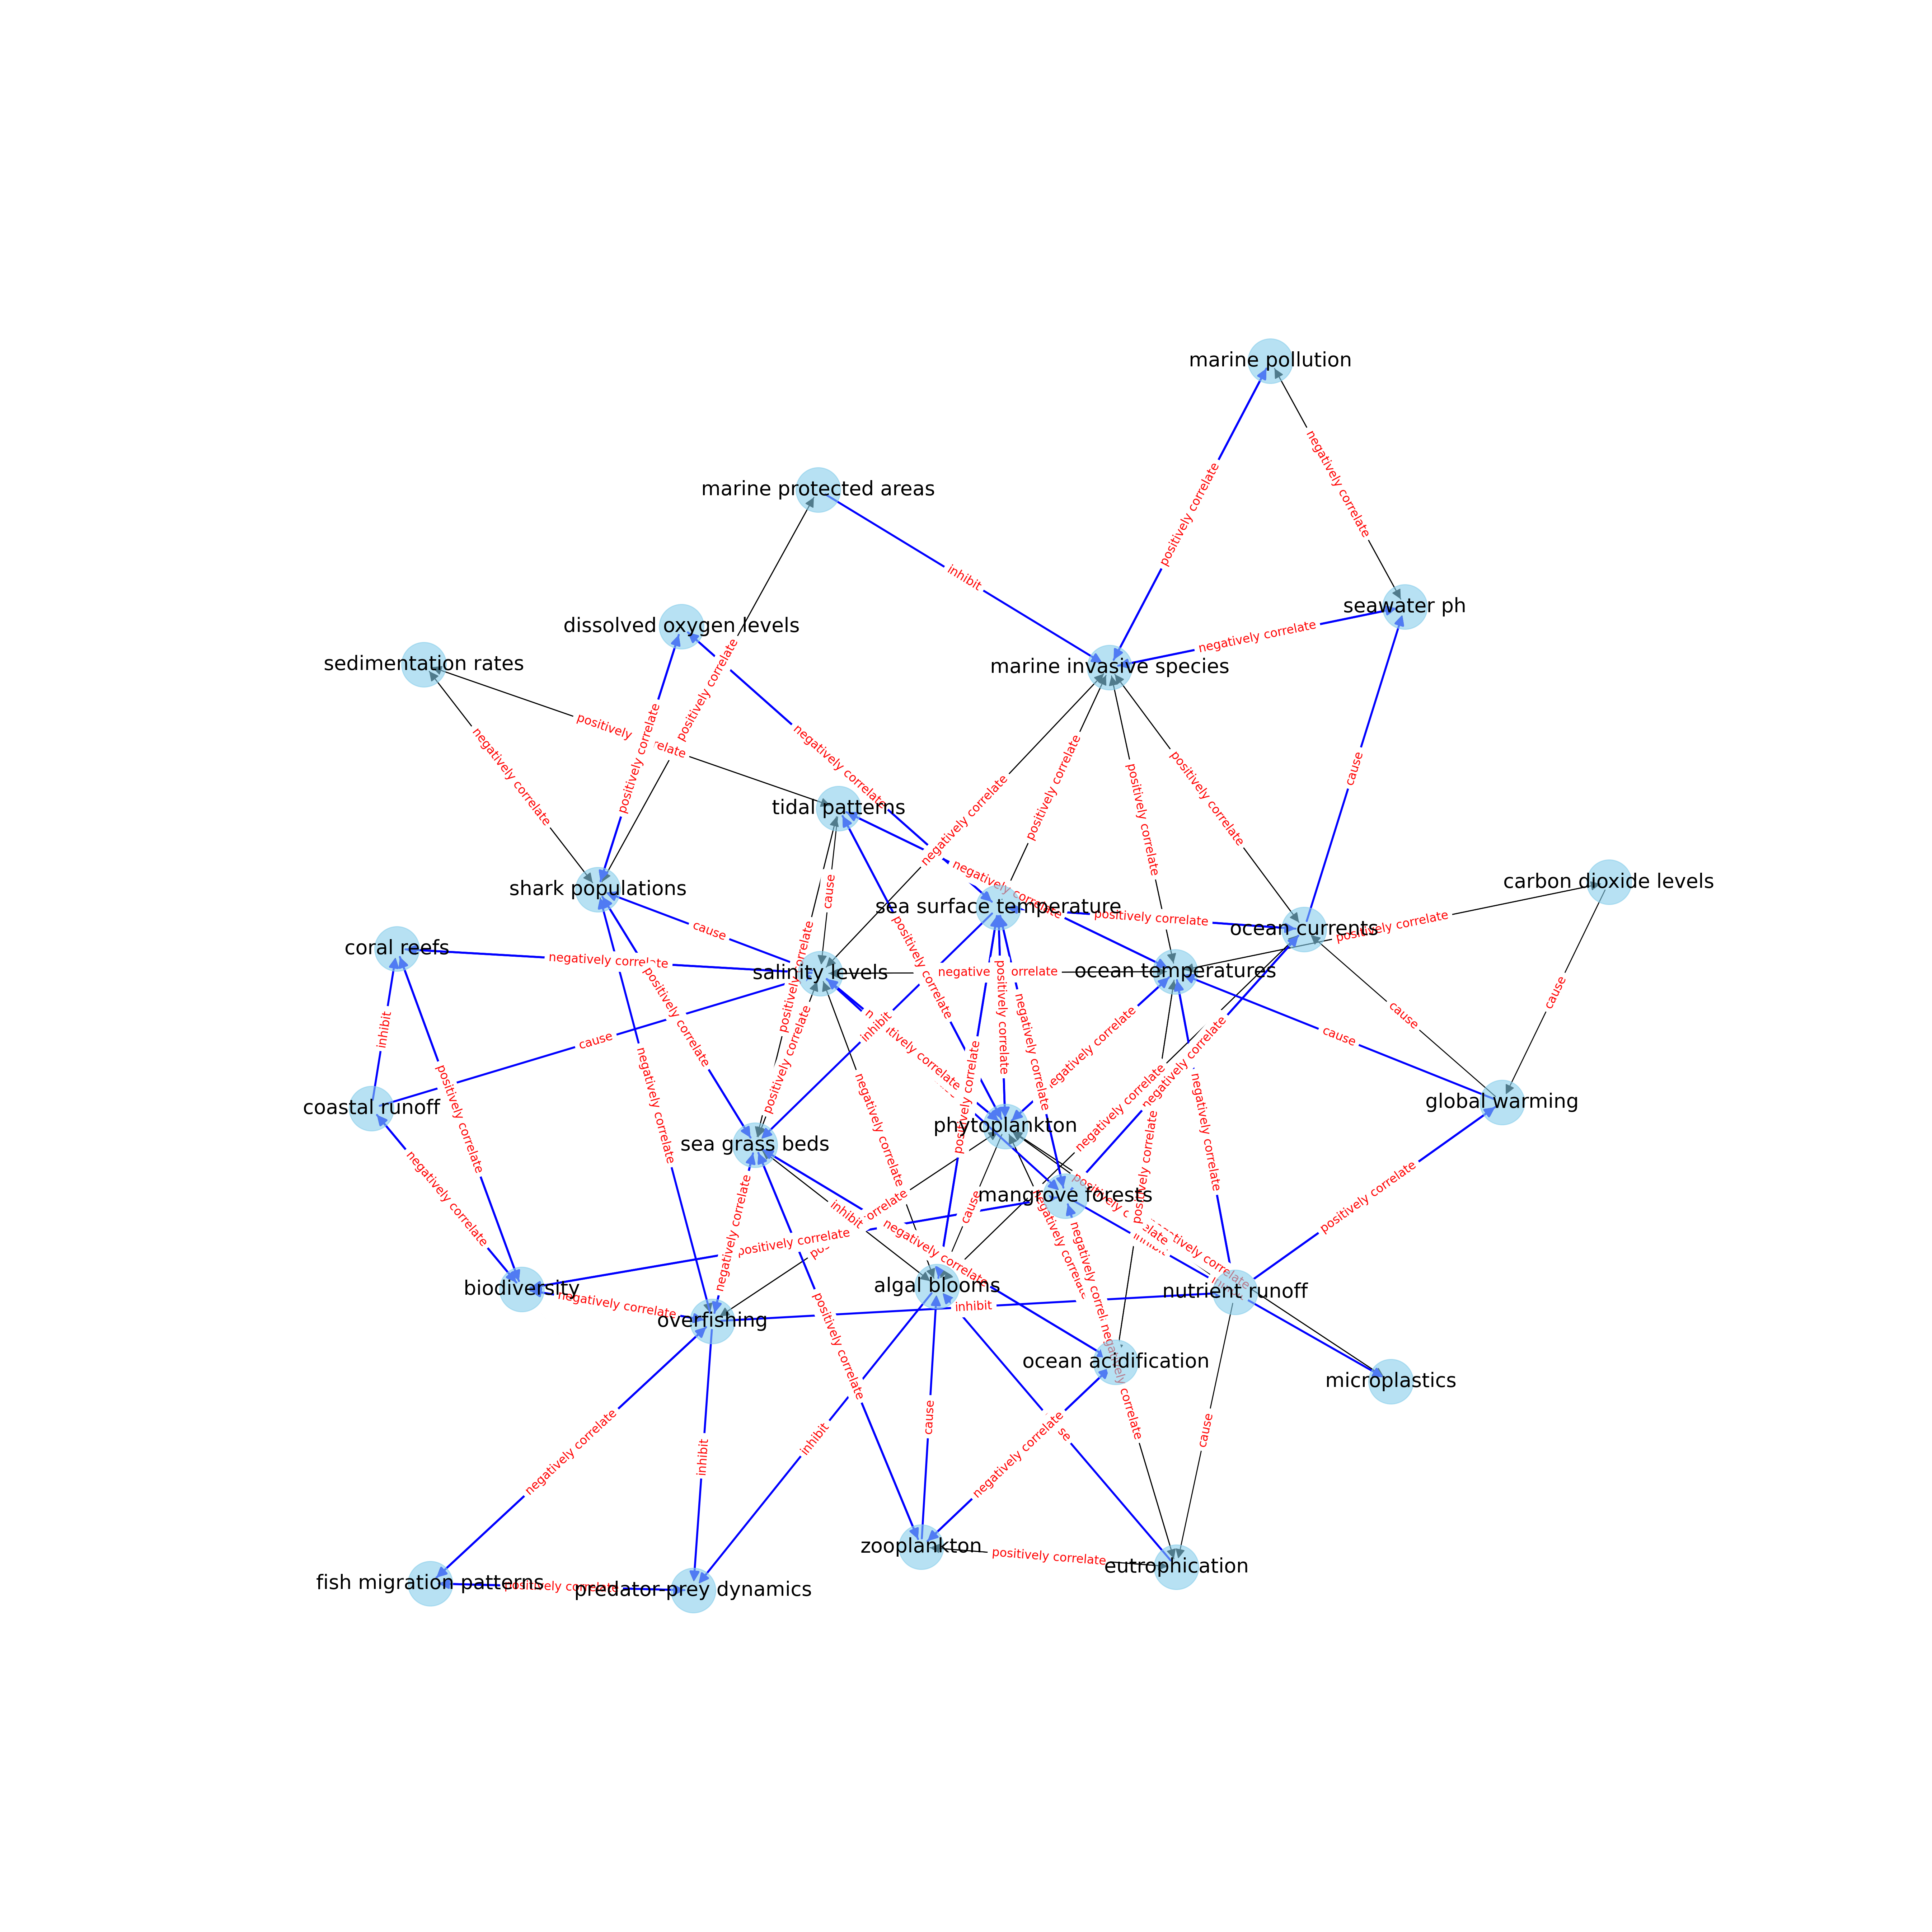 marine pollution
negatively correlate
positively correlate
marine protected areas
inhibit
seawater ph
negatively correlate
dissolved oxygen levels
sedimentation rates
marine invasive species
positively correlate
positively
negatively correlate
positively correlate
negatively correlate
tidal patterns
negatively correlate
positively correlate
positively correlate
positively correlate
cause
shark populations
cause
negatively correlate
sea surface temperature
positively correlate
carbon dioxide levels
positively correlate
ocean currents
coral reefs
negatively correlate
cause
salinity levels
positively correlate
ocean temperatures
positively correlate
positively correlate
positively correlate
negatively correlate
cause
cause
cause
inhibit
cause
inhibit
coastal runoff
positively correlate
negatively correlate
positively correlate
positively correlate
negatively correlate
negatively correlate
negatively correlate
negatively correlate
positively correlate
negatively correlate
global warming
phytoplankton
sea grass beds
negatively correlate
positively correlate
mangrove forests
negatively correlate
negatively correlate
inhibit
cause
positively correlate
positively correlate
negatively correlate
biodiversity
negatively correlate
algal blooms
nutrient runoff
overfishing
inhibit
positively correlate
ocean acidification
microplastics
negatively correlate
negatively correlate
inhibit
cause
inhibit
negatively correlate
cause
zooplankton
positively correlate
eutrophication
fish migration patterns
positively correlate
predator-prey dynamics